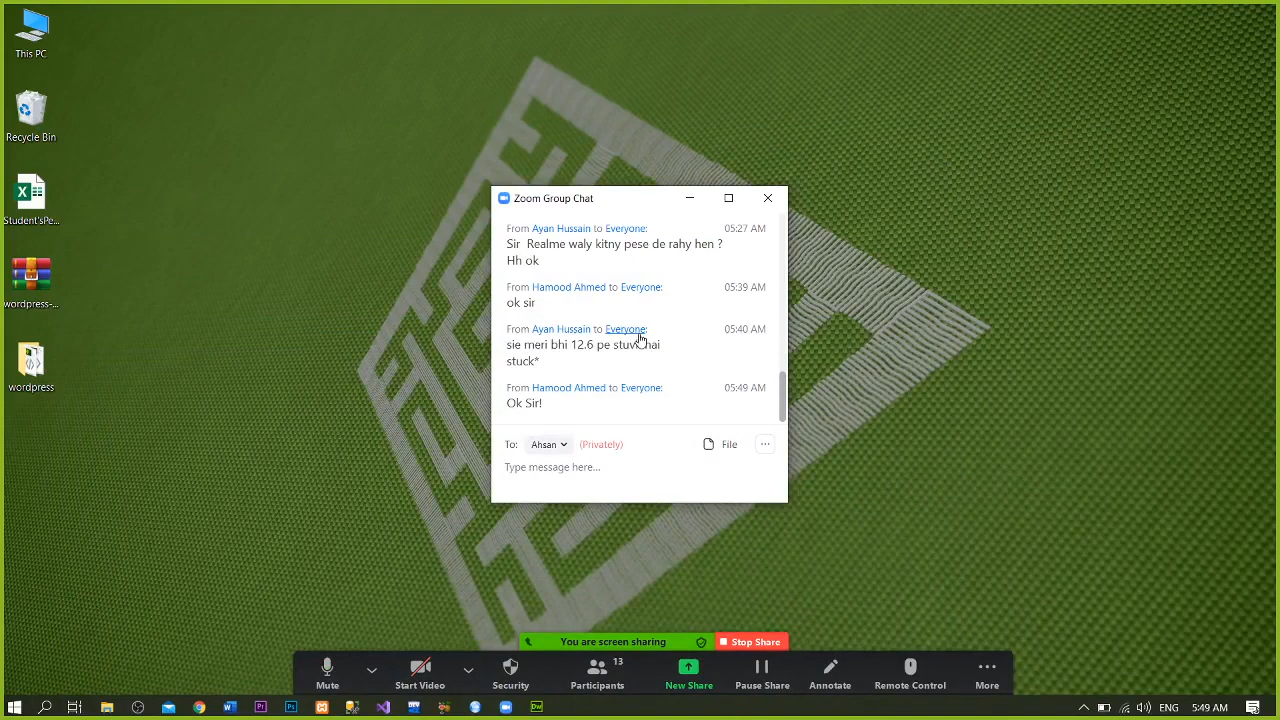 This PC
Recycle Bin
Student'sPe...
wordpress-...
wordpress
Zoom Group Chat
From Ayan Hussain to Everyone: 05:27 AM
Sir Realme waly kitny pese de rahy hen ?
Hh ok
From Hamood Ahmed to Everyone: 05:39 AM
ok sir
From Ayan Hussain to Everyone: 05:40 AM
sie meri bhi 12.6 pe hai
stuck*
From Hamood Ahmed to Everyone: 05:49 AM
Ok Sir!
To: Ahsan (Privately) File
Type message here...
You are screen sharing Stop Share
13
Mute Start Video Security Participants New Share Pause Share Annotate Remote Control More
ENG 5:49 AM